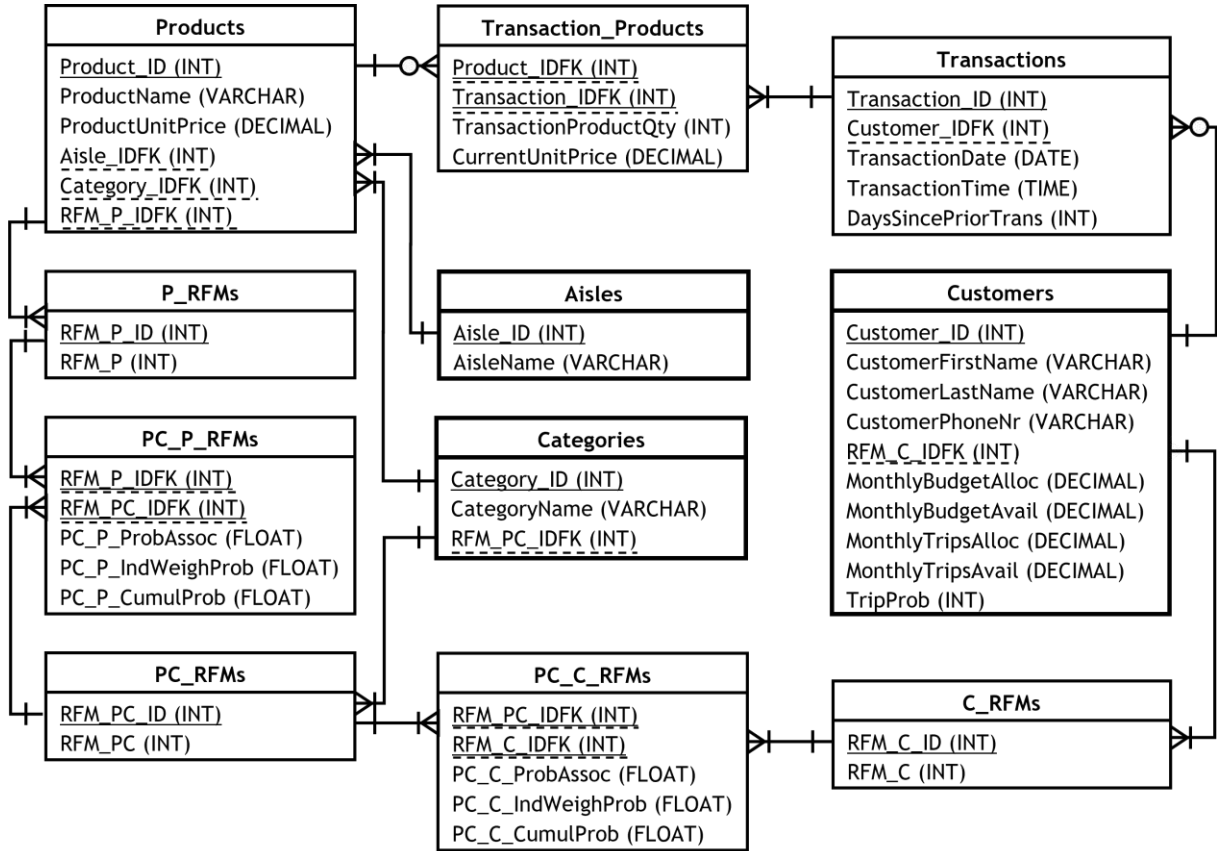 Products
Product_ID (INT)
ProductName (VARCHAR)
ProductUnitPrice (DECIMAL)
Aisle_IDFK (INT)
Category_IDFK (INT)
RFM_P_IDFK (INT)
Transaction_Products
Product_IDFK (INT)
Transaction_IDFK (INT)
TransactionProductQty (INT)
CurrentUnitPrice (DECIMAL)
Transactions
Transaction_ID (INT)
Customer_IDFK (INT)
TransactionDate (DATE)
TransactionTime (TIME)
DaysSincePriorTrans (INT)
P_RFMs
RFM_P_ID (INT)
RFM_P (INT)
Aisles
Aisle_ID (INT)
AisleName (VARCHAR)
Customers
Customer_ID (INT)
CustomerFirstName (VARCHAR)
CustomerLastName (VARCHAR)
CustomerPhoneNr (VARCHAR)
RFM_C_IDFK (INT)
MonthlyBudgetAlloc (DECIMAL)
MonthlyBudgetAvail (DECIMAL)
MonthlyTripsAlloc (DECIMAL)
MonthlyTripsAvail (DECIMAL)
TripProb (INT)
PC_P_RFMs
RFM_P_IDFK (INT)
RFM_PC_IDFK (INT)
PC_P_ProbAssoc (FLOAT)
PC_P_IndWeighProb (FLOAT)
PC_P_CumulProb (FLOAT)
Categories
Category_ID (INT)
CategoryName (VARCHAR)
RFM_PC_IDFK (INT)
PC_RFMs
RFM_PC_ID (INT)
RFM_PC (INT)
PC_C_RFMs
RFM_PC_IDFK (INT)
RFM_C_IDFK (INT)
PC_C_ProbAssoc (FLOAT)
PC_C_IndWeighProb (FLOAT)
PC_C_CumulProb (FLOAT)
C_RFMs
RFM_C_ID (INT)
RFM_C (INT)